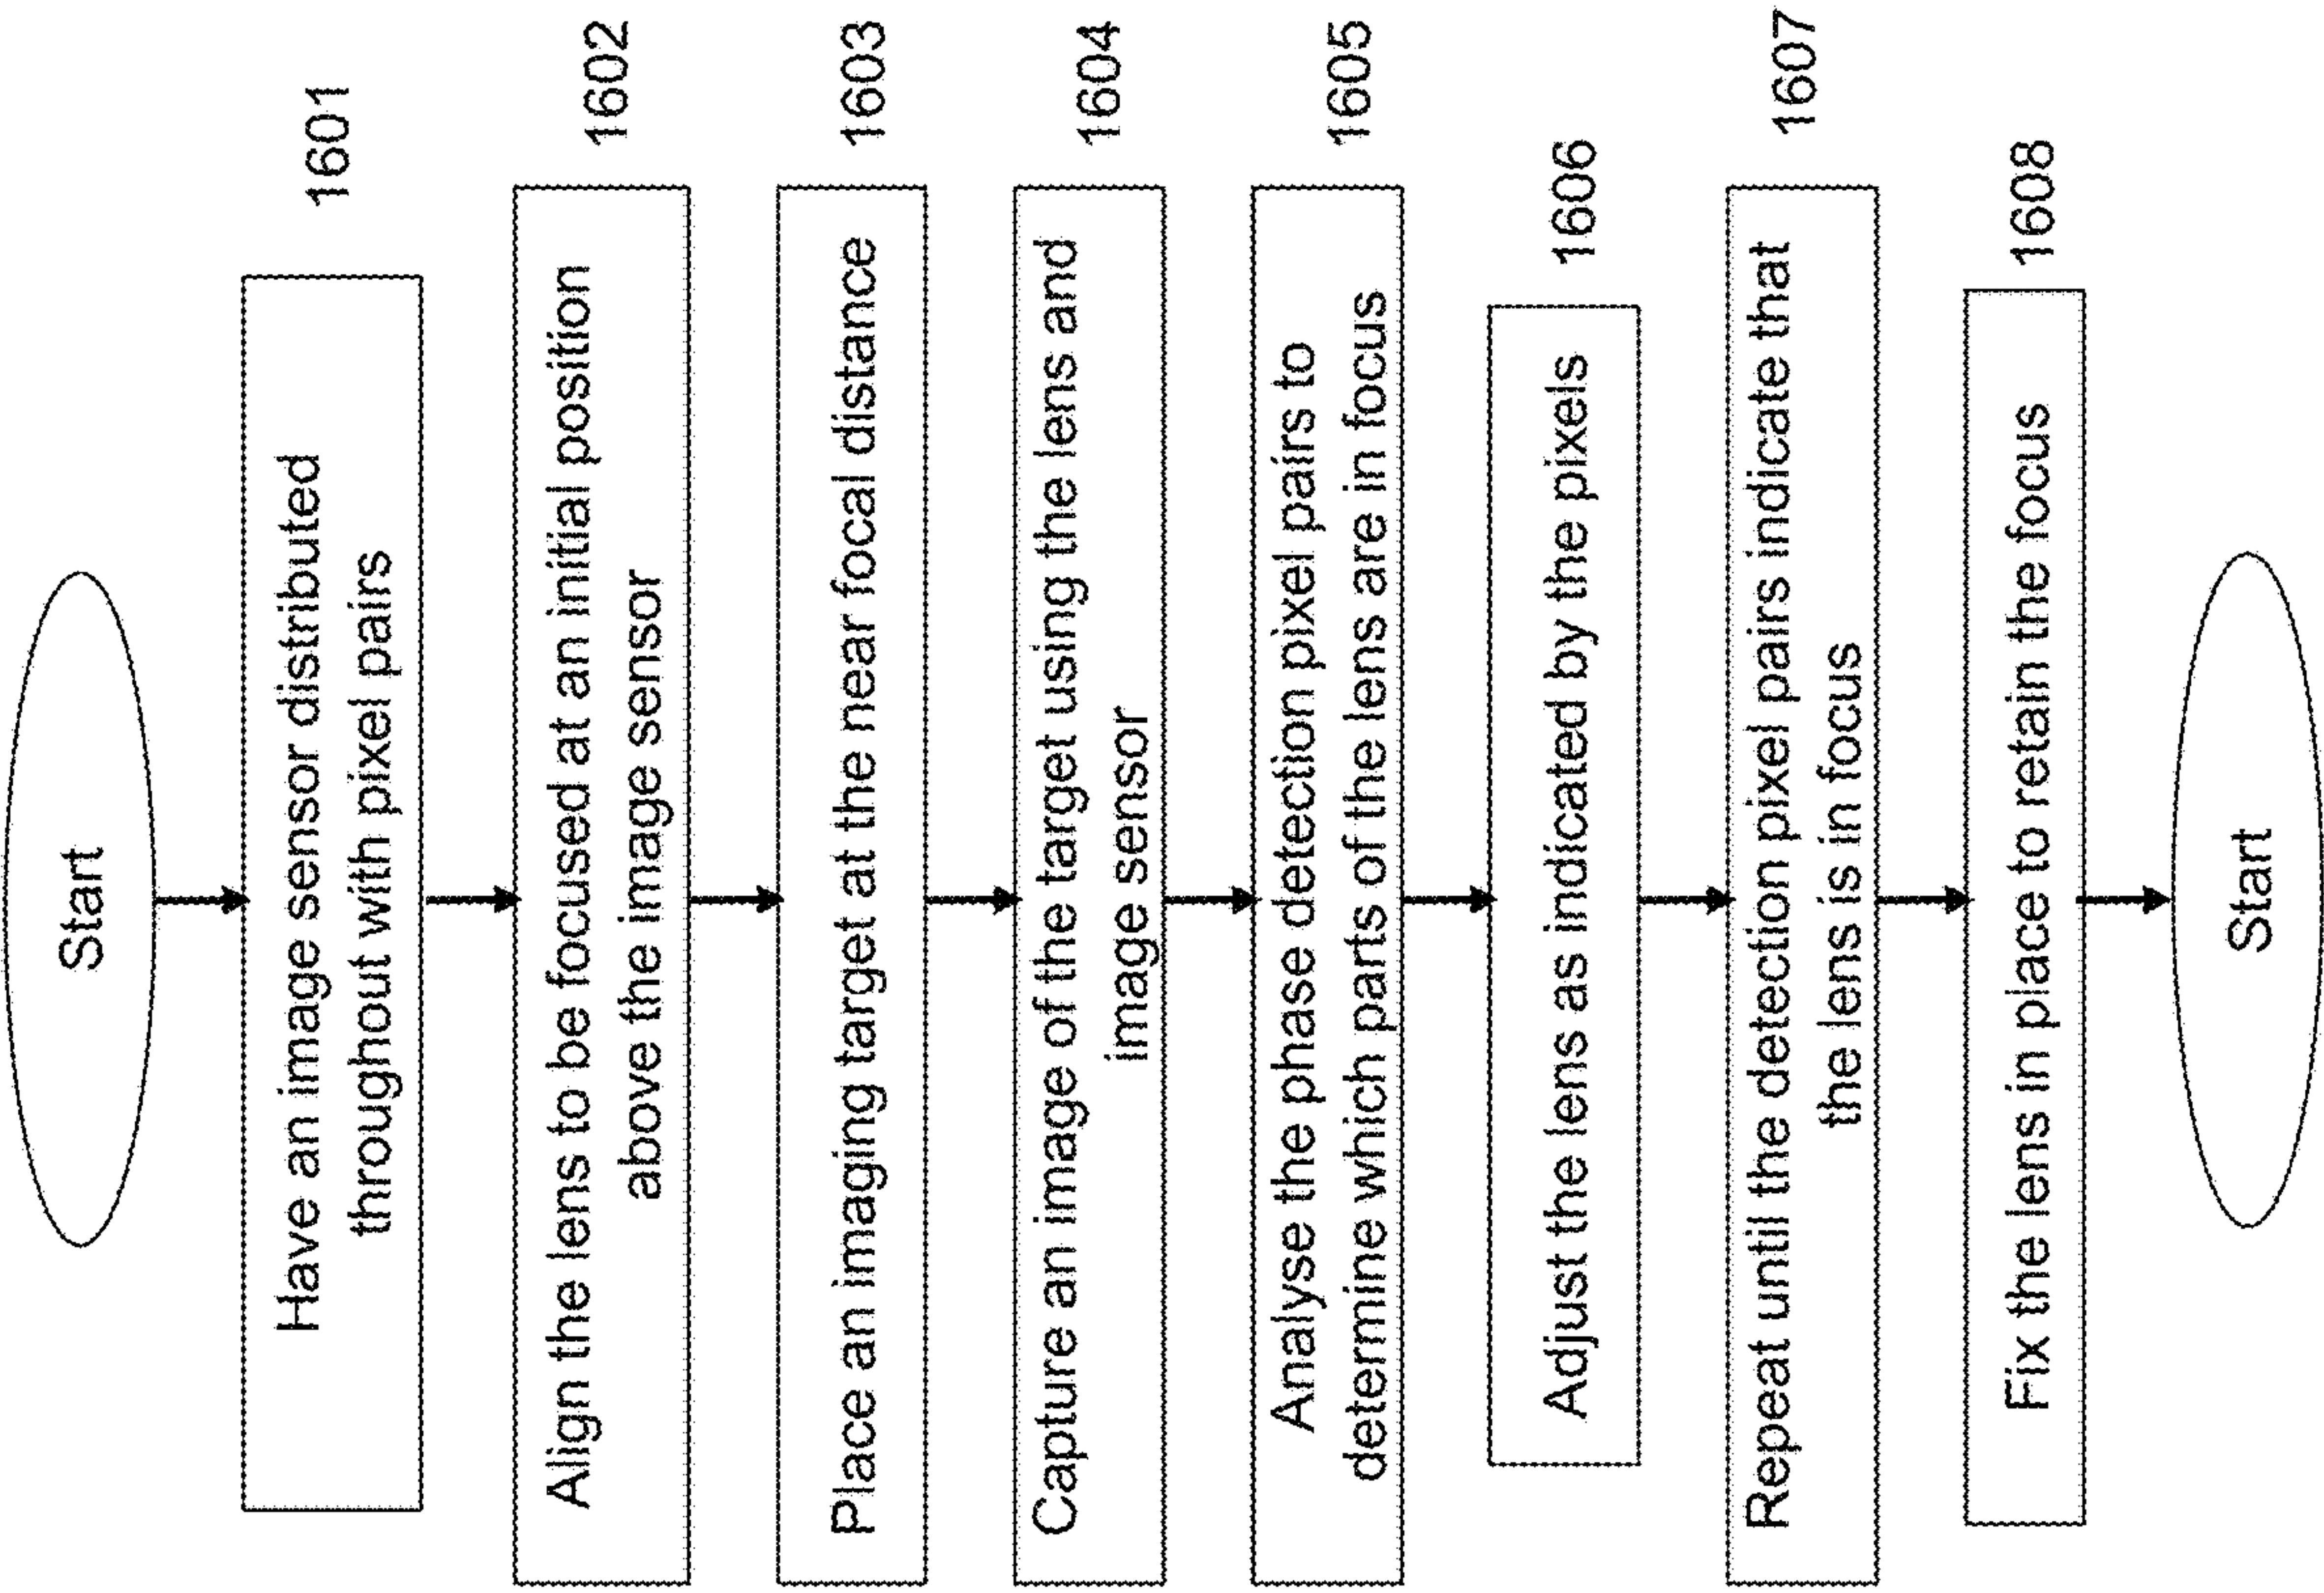 Start
Have an image sensor distributed
throughout with pixel pairs
1601
Align the lens to be focused at an initial position
above the image sensor
1602
Place an imaging target at the near focal distance
1603
Capture an image of the target using the lens and
image sensor
1604
Analyse the phase detection pixel pairs to
determine which parts of the lens are in focus
1605
Adjust the lens as indicated by the pixels
1606
Repeat until the detection pixel pairs indicate that
the lens is in focus
1607
Fix the lens in place to retain the focus
1608
Start